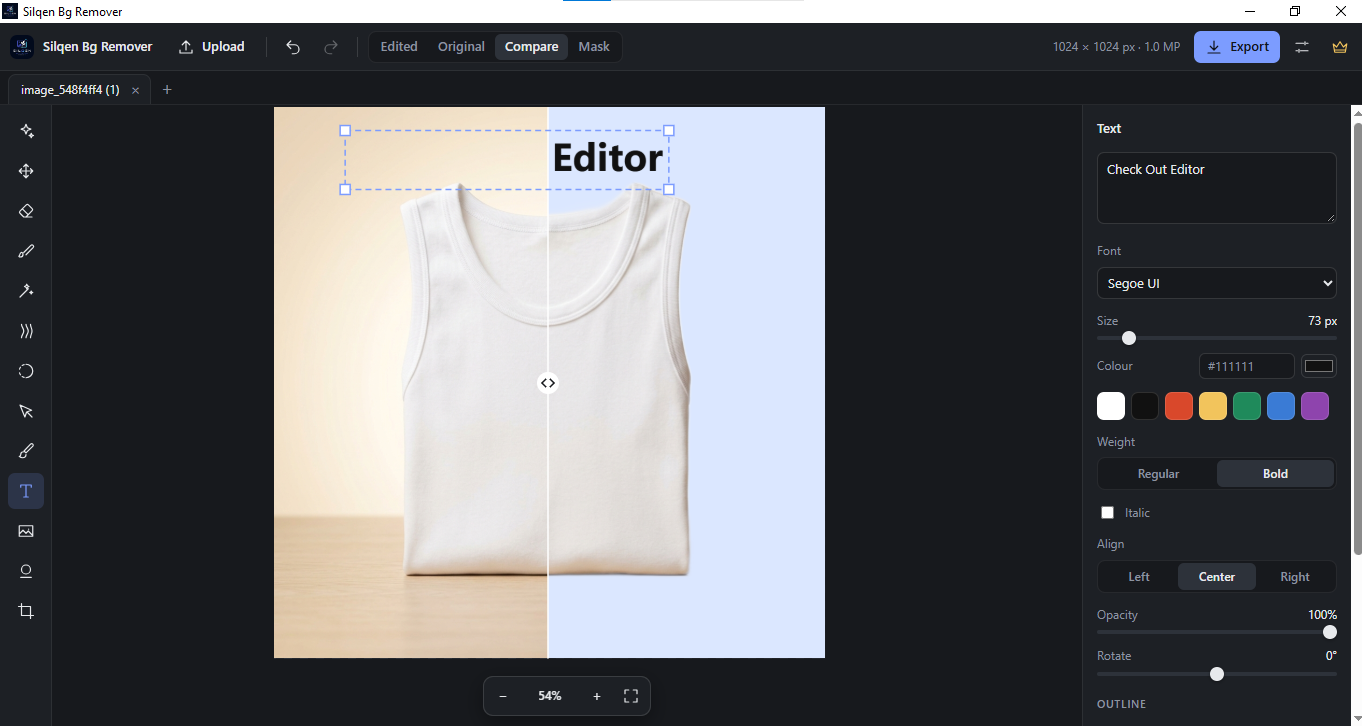 Silqen Bg Remover
Silqen Bg Remover
Upload
Edited
Original
Compare
Mask
1024 × 1024 px · 1.0 MP
Export
image_548f4ff4 (1)
Editor
Text
Check Out Editor
Font
Segoe UI
Size
73 px
Colour
#111111
Weight
Regular
Bold
Italic
Align
Left
Center
Right
Opacity
100%
Rotate
0°
OUTLINE
54%